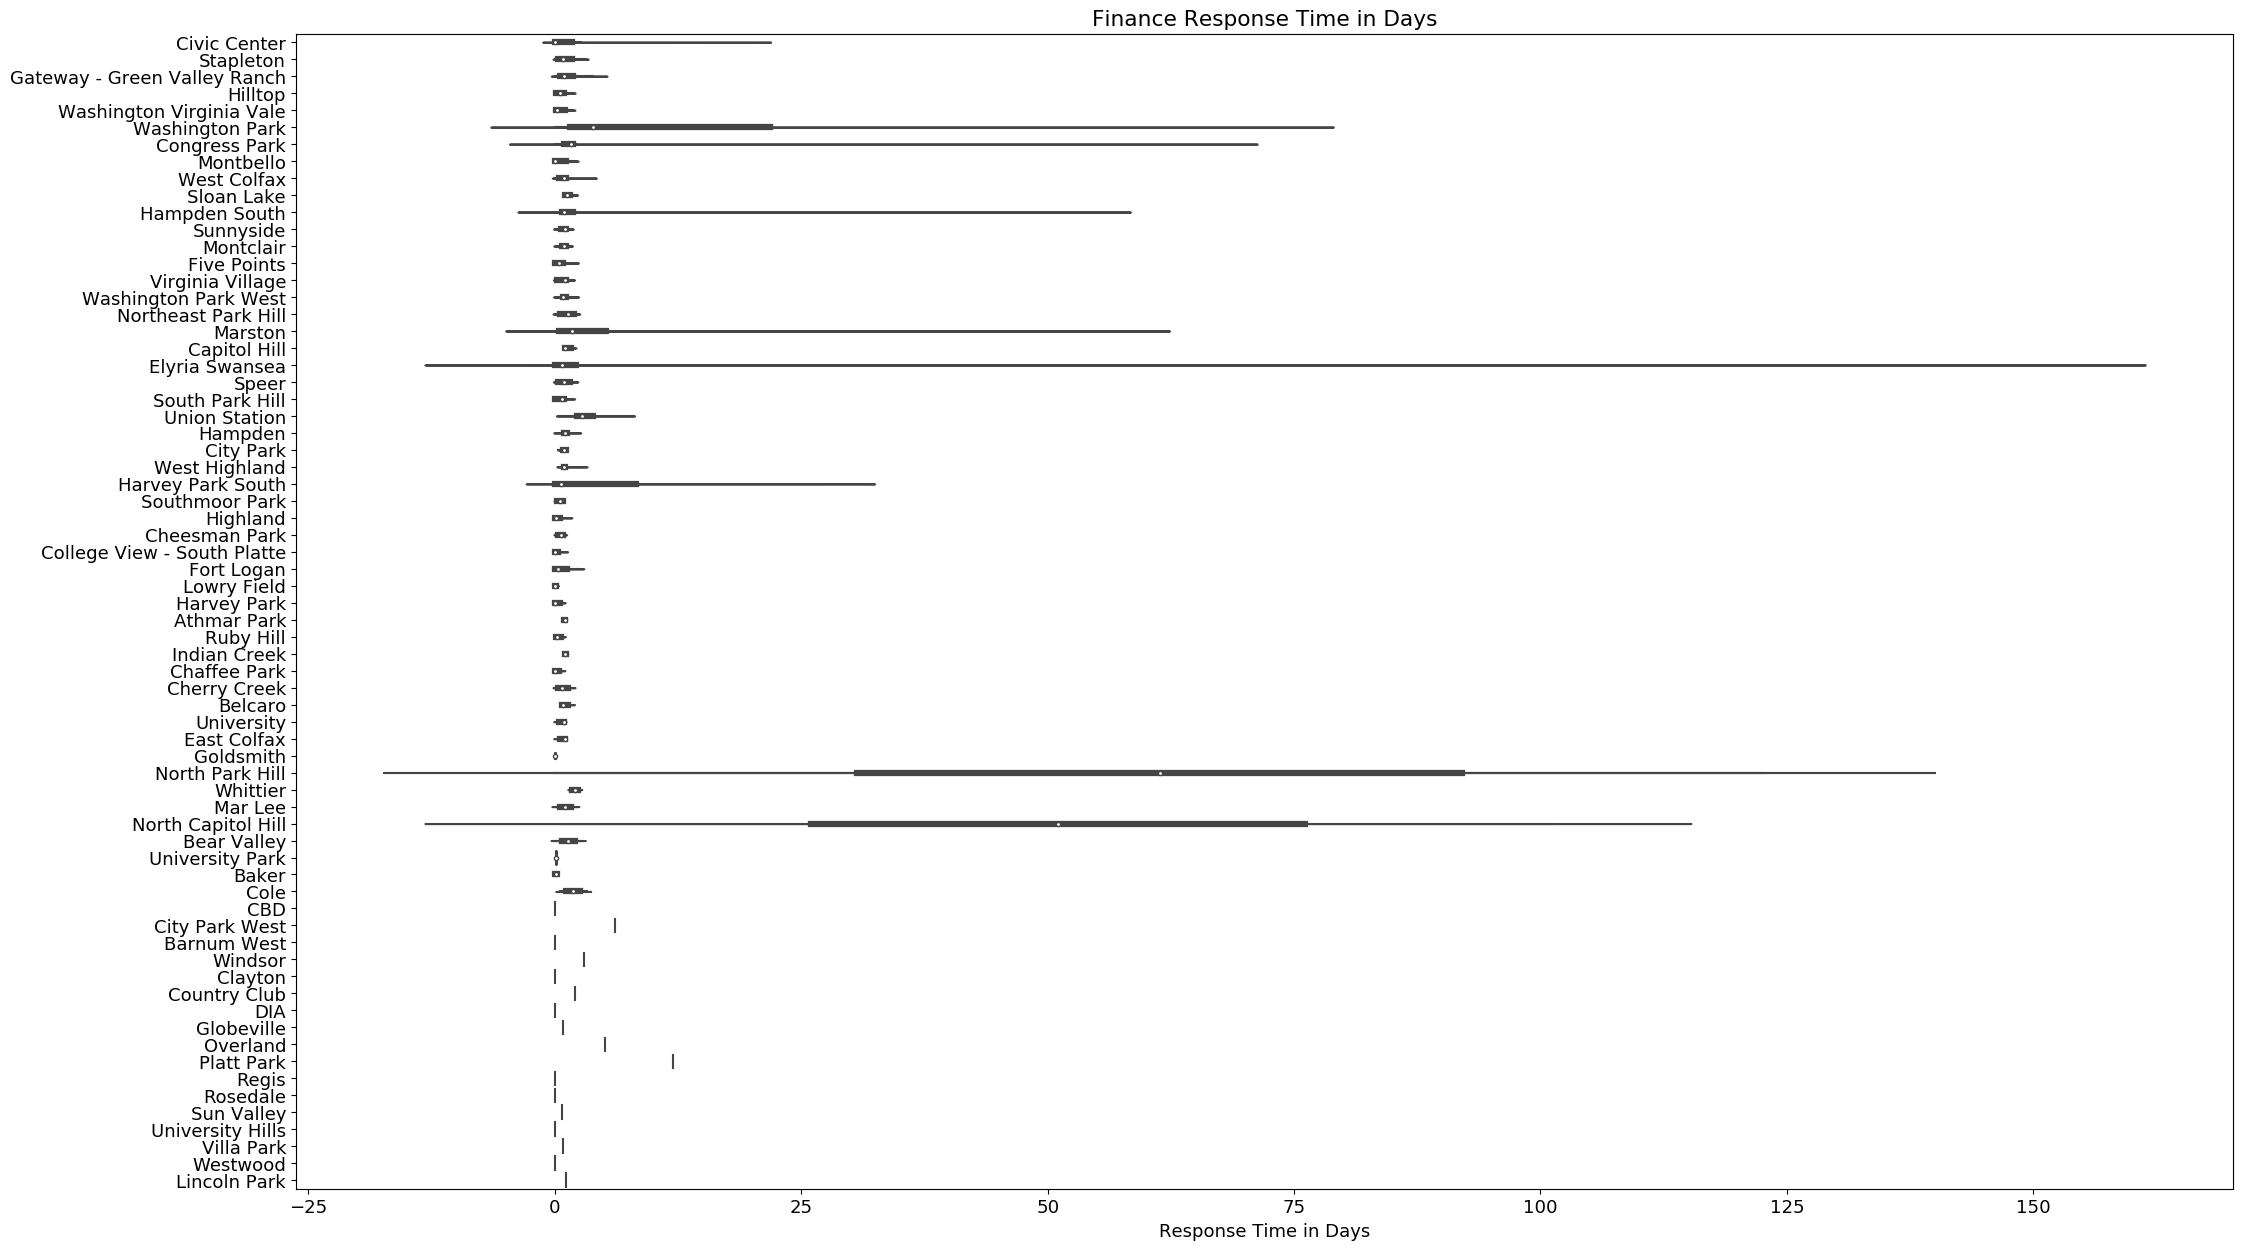 Finance Response Time in Days
Civic Center
Stapleton
Gateway - Green Valley Ranch
Hilltop
Washington Virginia Vale
Washington Park
Congress Park
Montbello
West Colfax
Sloan Lake
Hampden South
Sunnyside
Montclair
Five Points
Virginia Village
Washington Park West
Northeast Park Hill
Marston
Capitol Hill
Elyria Swansea
Speer
South Park Hill
Union Station
Hampden
City Park
West Highland
Harvey Park South
Southmoor Park
Highland
Cheesman Park
College View - South Platte
Fort Logan
Lowry Field
Harvey Park
Athmar Park
Ruby Hill
Indian Creek
Chaffee Park
Cherry Creek
Belcaro
University
East Colfax
Goldsmith
North Park Hill
Whittier
Mar Lee
North Capitol Hill
Bear Valley
University Park
Baker
Cole
CBD
City Park West
Barnum West
Windsor
Clayton
Country Club
DIA
Globeville
Overland
Platt Park
Regis
Rosedale
Sun Valley
University Hills
Villa Park
Westwood
Lincoln Park
−25 0 25 50 75 100 125 150
Response Time in Days